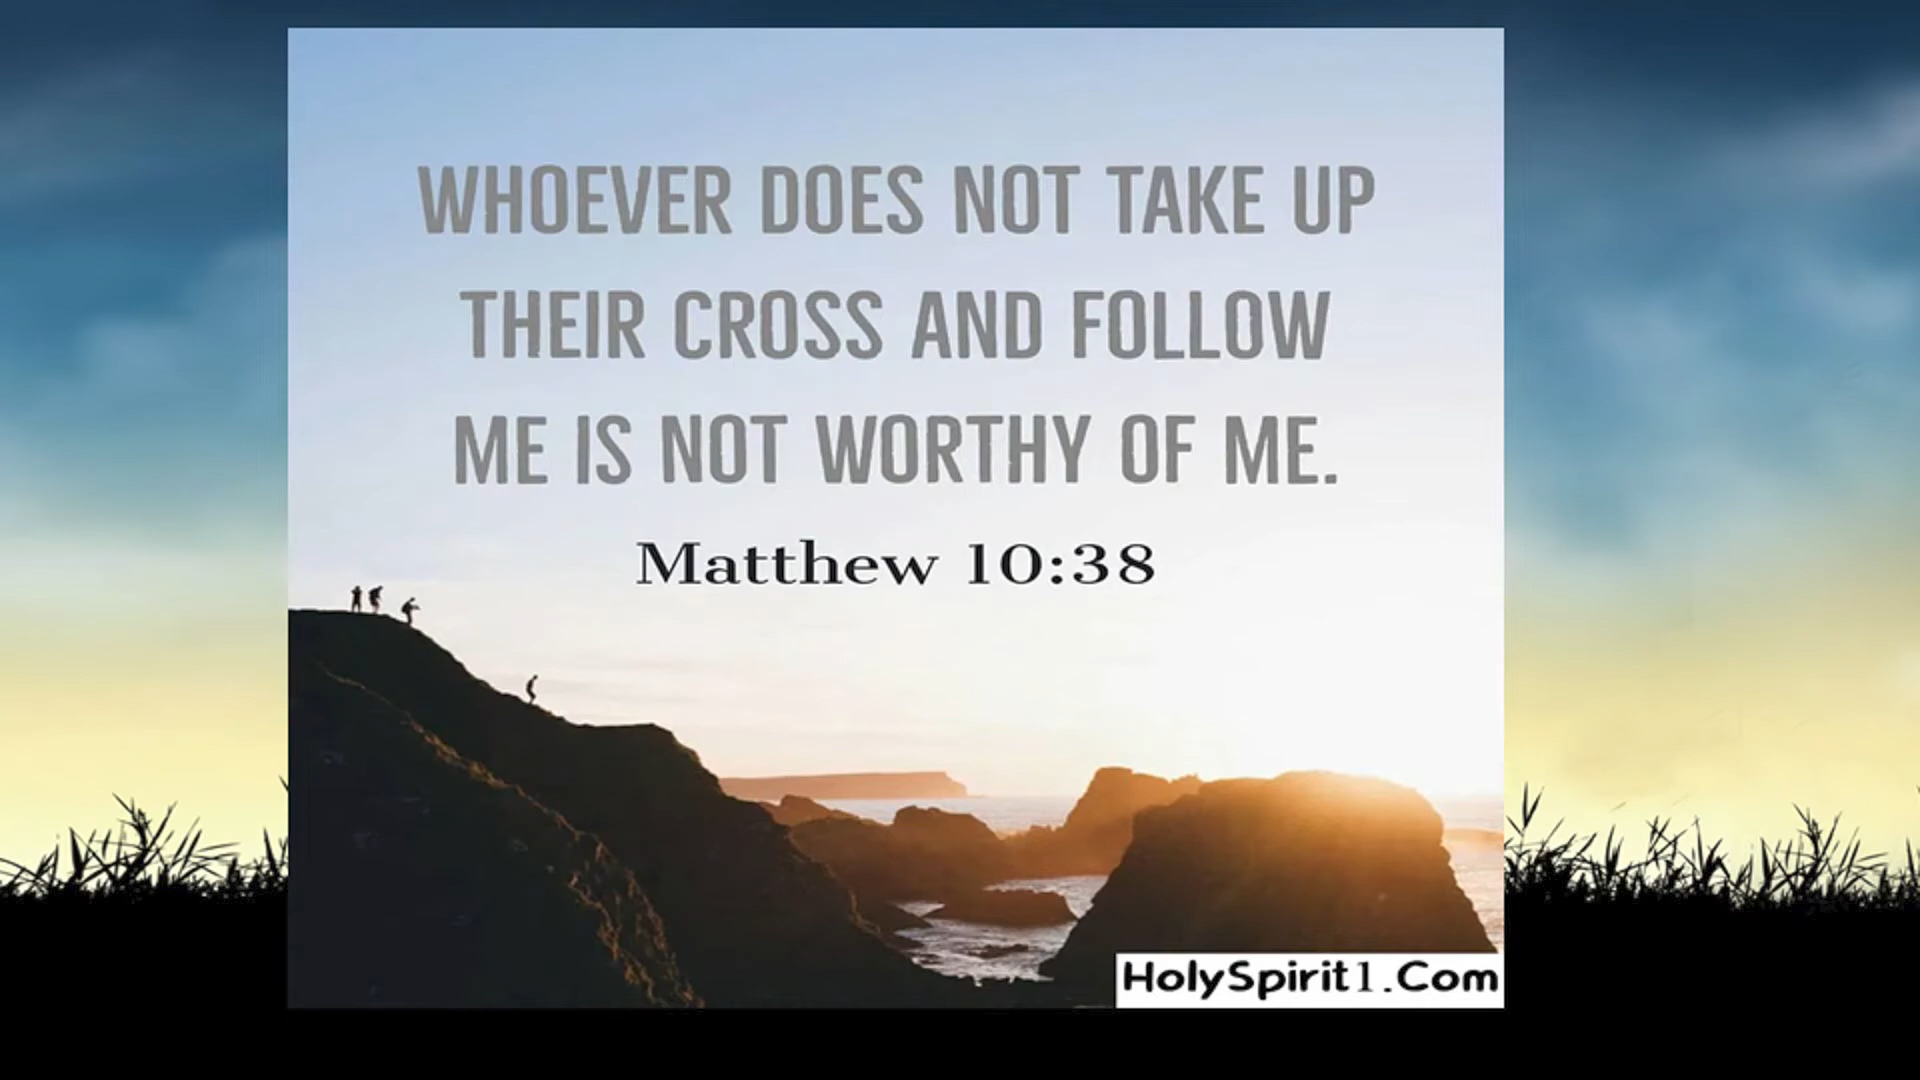 WHOEVER DOES NOT TAKE UP
THEIR CROSS AND FOLLOW
ME IS NOT WORTHY OF ME.
Matthew 10:38
HolySpirit1.Com